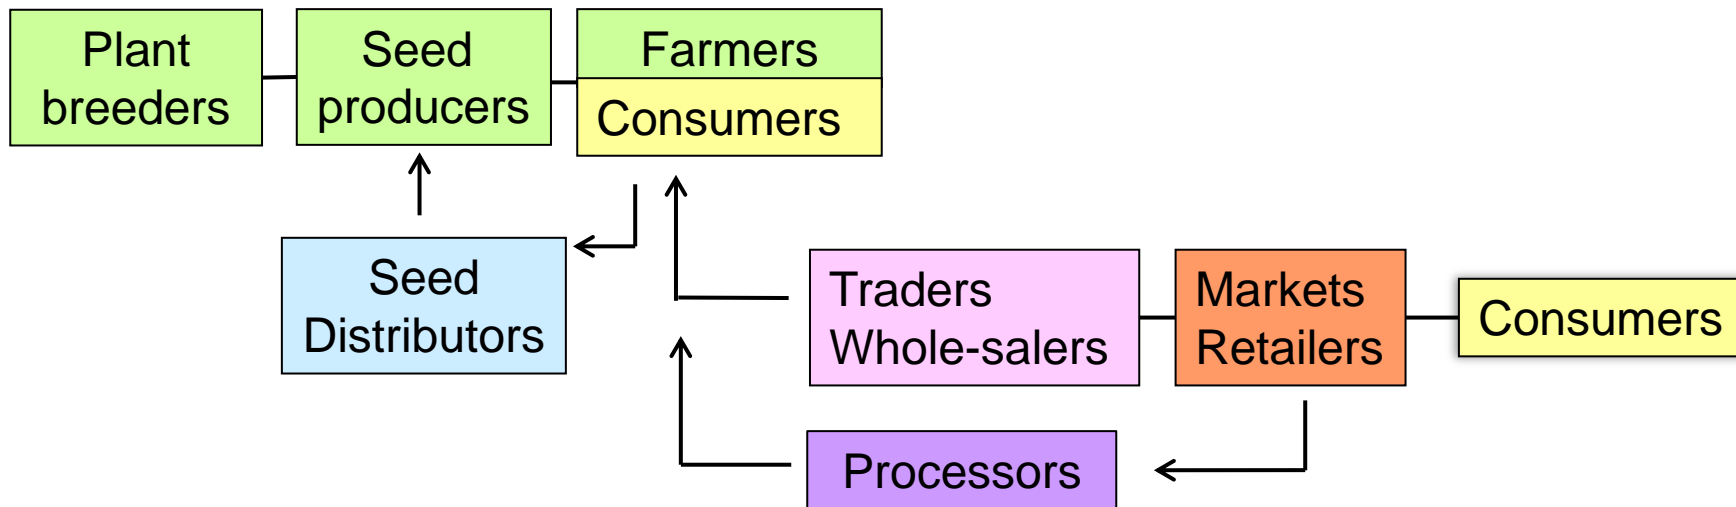 Plant
breeders
Seed
producers
Farmers
Consumers
Seed
Distributors
Traders
Whole-salers
Markets
Retailers
Consumers
Processors